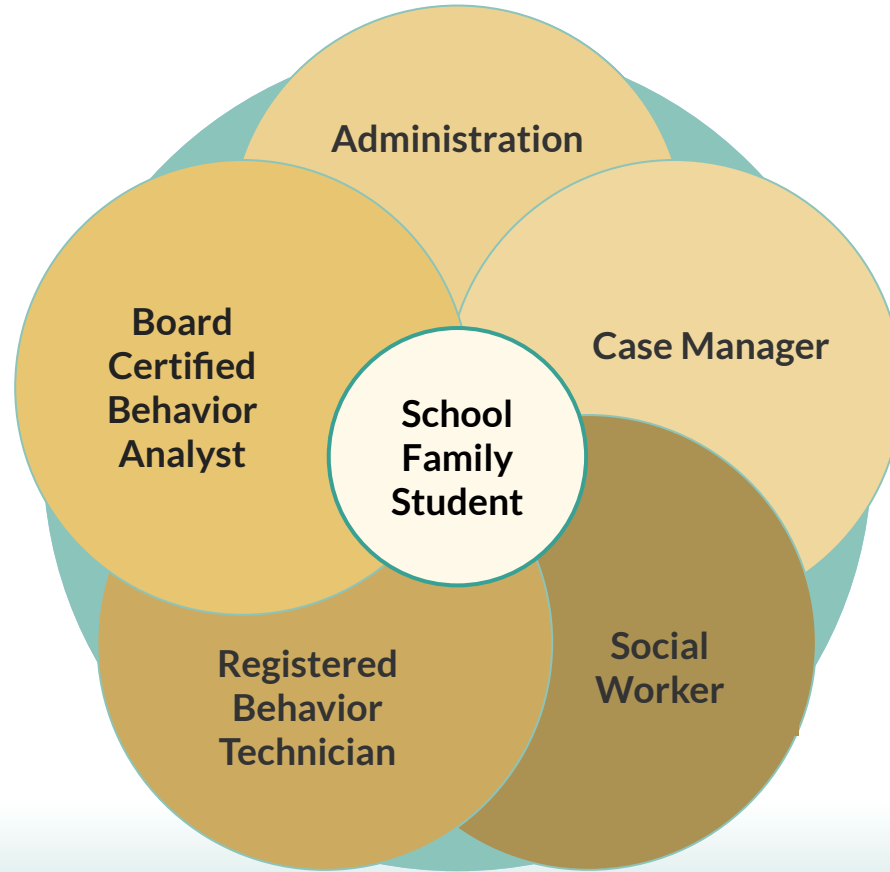 Administration
Case Manager
Social
Worker
Registered
Behavior
Technician
Board
Certified
Behavior
Analyst
School
Family
Student